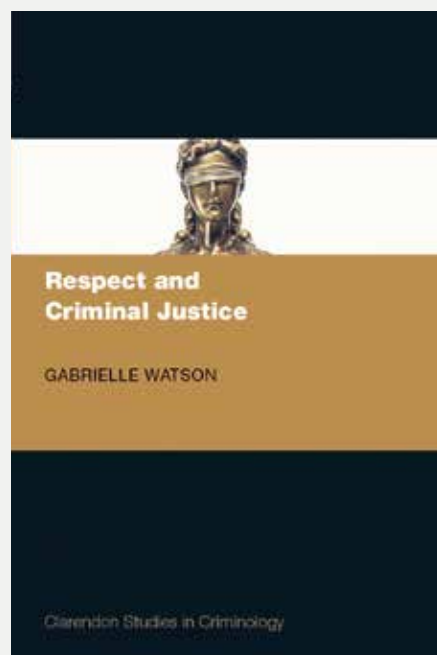 Respect and
Criminal Justice
GABRIELLE WATSON
Clarendon Studies in Criminology